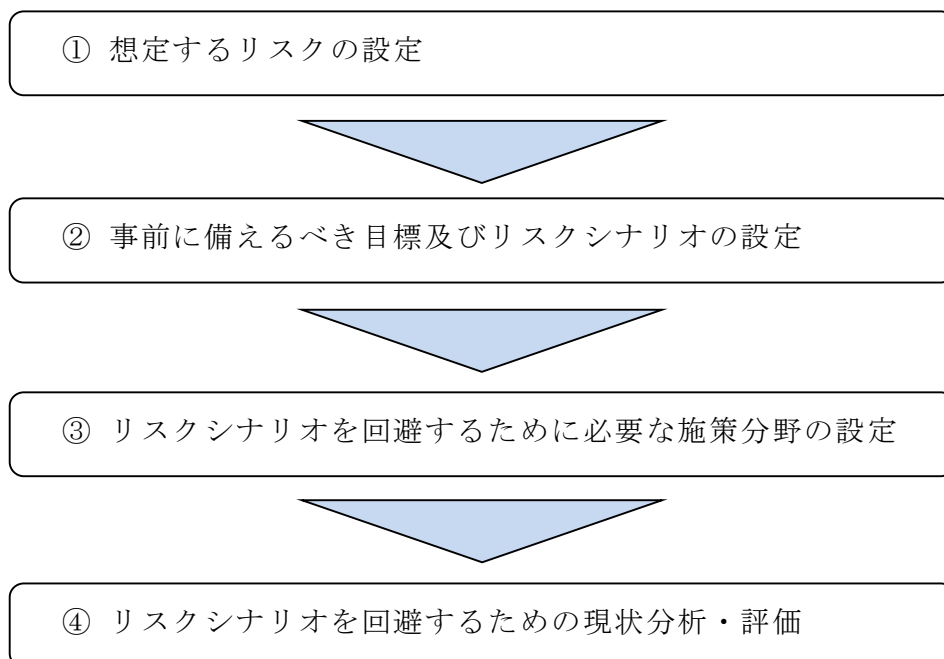 ① 想定するリスクの設定
② 事前に備えるべき目標及びリスクシナリオの設定
③ リスクシナリオを回避するために必要な施策分野の設定
④ リスクシナリオを回避するための現状分析・評価